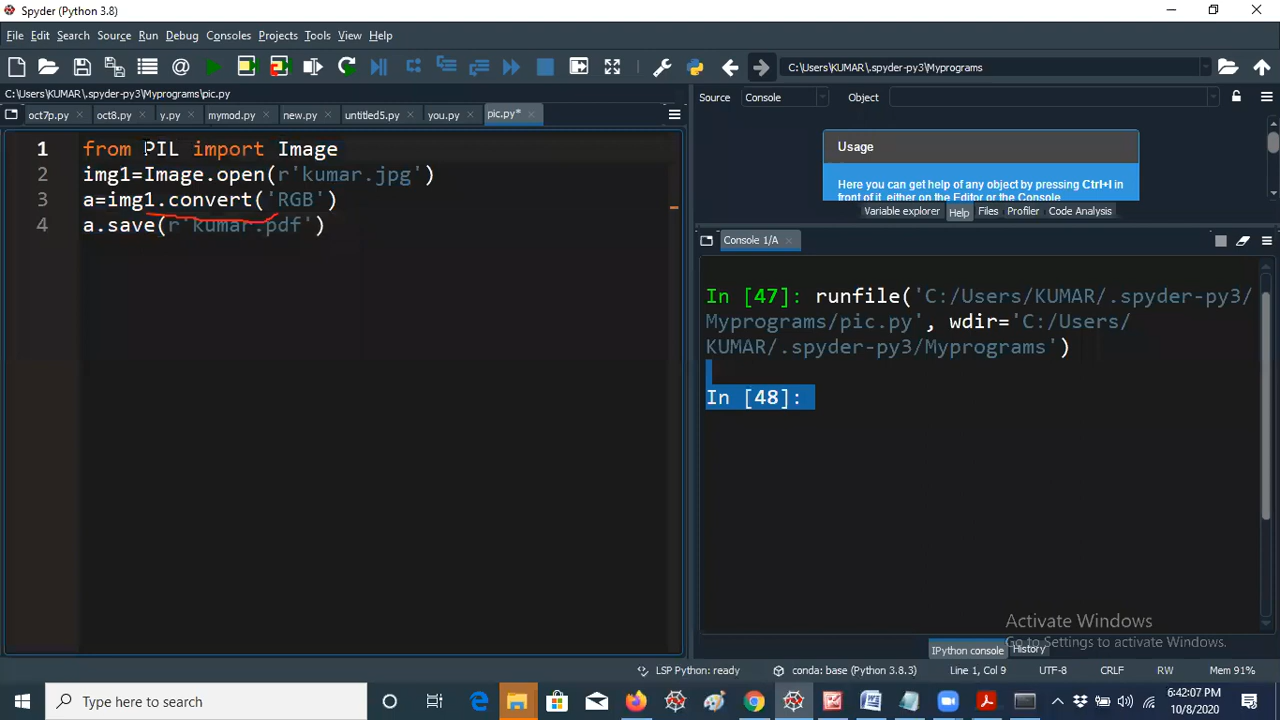 Spyder (Python 3.8)
File Edit Search Source Run Debug Consoles Projects Tools View Help
C:\Users\KUMAR\.spyder-py3\Myprograms
C:\Users\KUMAR\.spyder-py3\Myprograms\pic.py
oct7p.py oct8.py y.py mymod.py new.py untitled5.py you.py pic.py*
1 from PIL import Image
2 img1=Image.open(r'kumar.jpg')
3 a=img1.convert('RGB')
4 a.save(r'kumar.pdf')
Source Console Object
Usage
Here you can get help of any object by pressing Ctrl+I in
front of it, either on the Editor or the Console
Variable explorer Help Files Profiler Code Analysis
Console 1/A
In [47]: runfile('C:/Users/KUMAR/.spyder-py3/
Myprograms/pic.py', wdir='C:/Users/
KUMAR/.spyder-py3/Myprograms')
In [48]:
Activate Windows
Go to Settings to activate Windows.
IPython console History
LSP Python: ready conda: base (Python 3.8.3) Line 1, Col 9 UTF-8 CRLF RW Mem 91%
Type here to search
6:42:07 PM
10/8/2020